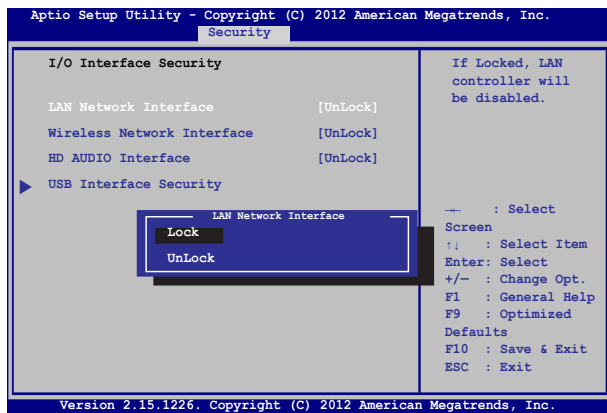 Aptio Setup Utility - Copyright (C) 2012 American Megatrends, Inc.
Security
I/O Interface Security
LAN Network Interface [UnLock]
Wireless Network Interface [UnLock]
HD AUDIO Interface [UnLock]
USB Interface Security
LAN Network Interface
Lock
UnLock
If Locked, LAN
controller will
be disabled.
→← : Select
Screen
↑↓ : Select Item
Enter: Select
+/— : Change Opt.
F1 : General Help
F9 : Optimized
Defaults
F10 : Save & Exit
ESC : Exit
Version 2.15.1226. Copyright (C) 2012 American Megatrends, Inc.